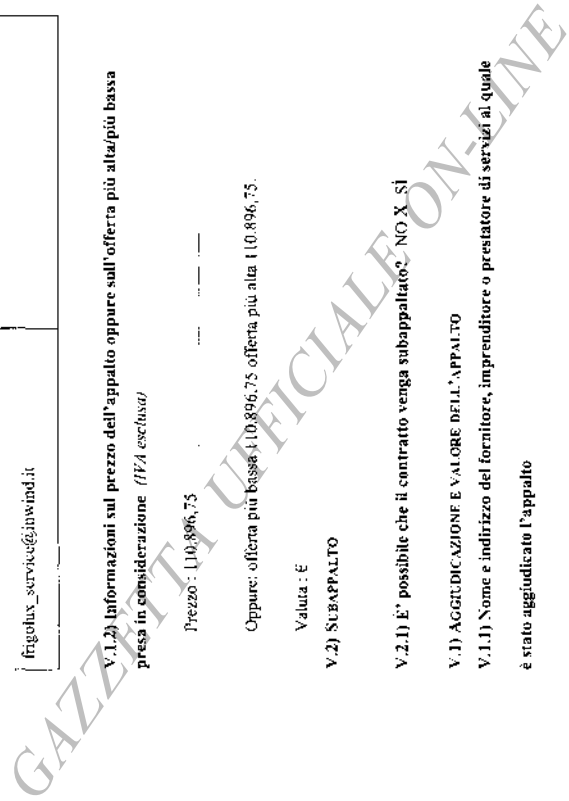 frigolux_service@inwind.it
V.1.2) Informazioni sul prezzo dell'appalto oppure sull'offerta più alta/più bassa
presa in considerazione (IVA esclusa)
Prezzo : 110.896,75
Oppure: offerta più bassa 110.896,75 offerta più alta 110.896,75.
Valuta : €
V.2) SUBAPPALTO
V.2.1) E' possibile che il contratto venga subappaltato? NO X SÌ
V.1) AGGIUDICAZIONE E VALORE DELL'APPALTO
V.1.1) Nome e indirizzo del fornitore, imprenditore o prestatore di servizi al quale
è stato aggiudicato l'appalto
GAZZETTA UFFICIALE ON-LINE